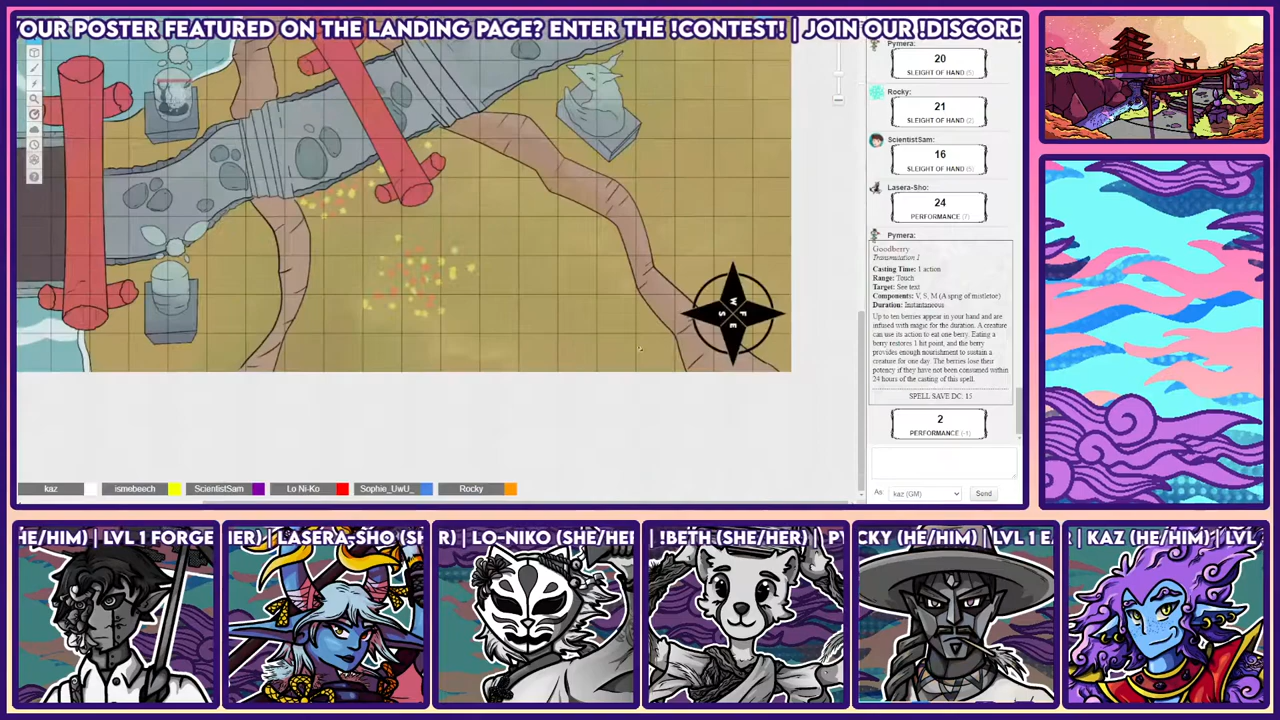 OUR POSTER FEATURED ON THE LANDING PAGE? ENTER THE !CONTEST! | JOIN OUR !DISCORD
Pymera:
20
SLEIGHT OF HAND (5)
Rocky:
21
SLEIGHT OF HAND (2)
ScientistSam:
16
SLEIGHT OF HAND (5)
Lasera-Sho:
24
PERFORMANCE (7)
Pymera:
Goodberry
Transmutation 1
Casting Time: 1 action
Range: Touch
Target: See text
Components: V, S, M (A sprig of mistletoe)
Duration: Instantaneous
Up to ten berries appear in your hand and are
infused with magic for the duration. A creature
can use its action to eat one berry. Eating a
berry restores 1 hit point, and the berry
provides enough nourishment to sustain a
creature for one day. The berries lose their
potency if they have not been consumed within
24 hours of the casting of this spell.
SPELL SAVE DC: 15
2
PERFORMANCE (-1)
W
S F
E
As: kaz (GM) Send
kaz ismebeech ScientistSam Lo Ni-Ko Sophie_UwU_ Rocky
HE/HIM) | LVL 1 FORGE
HER) | LASERA-SHO (SH
R) | LO-NIKO (SHE/HER
| !BETH (SHE/HER) | PY
CKY (HE/HIM) | LVL 1 EA
R | KAZ (HE/HIM) | LVL